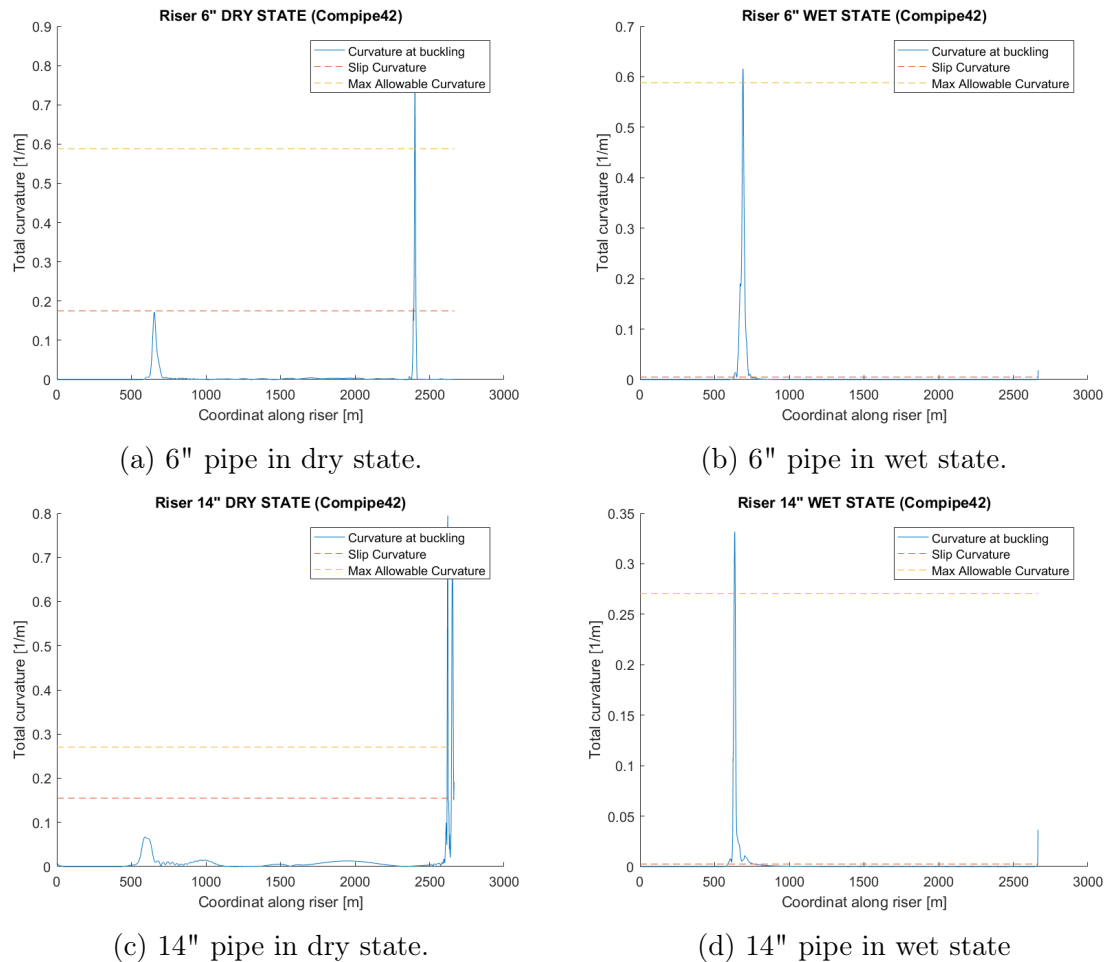 Riser 6" DRY STATE (Compipe42)
0.9
0.8
0.7
0.6
0.5
0.4
0.3
0.2
0.1
0
Total curvature [1/m]
Curvature at buckling
Slip Curvature
Max Allowable Curvature
0 500 1000 1500 2000 2500 3000
Coordinat along riser [m]
(a) 6" pipe in dry state.
Riser 6" WET STATE (Compipe42)
0.7
0.6
0.5
0.4
0.3
0.2
0.1
0
Total curvature [1/m]
Curvature at buckling
Slip Curvature
Max Allowable Curvature
0 500 1000 1500 2000 2500 3000
Coordinat along riser [m]
(b) 6" pipe in wet state.
Riser 14" DRY STATE (Compipe42)
0.8
0.7
0.6
0.5
0.4
0.3
0.2
0.1
0
Total curvature [1/m]
Curvature at buckling
Slip Curvature
Max Allowable Curvature
0 500 1000 1500 2000 2500 3000
Coordinat along riser [m]
(c) 14" pipe in dry state.
Riser 14" WET STATE (Compipe42)
0.35
0.3
0.25
0.2
0.15
0.1
0.05
0
Total curvature [1/m]
Curvature at buckling
Slip Curvature
Max Allowable Curvature
0 500 1000 1500 2000 2500 3000
Coordinat along riser [m]
(d) 14" pipe in wet state